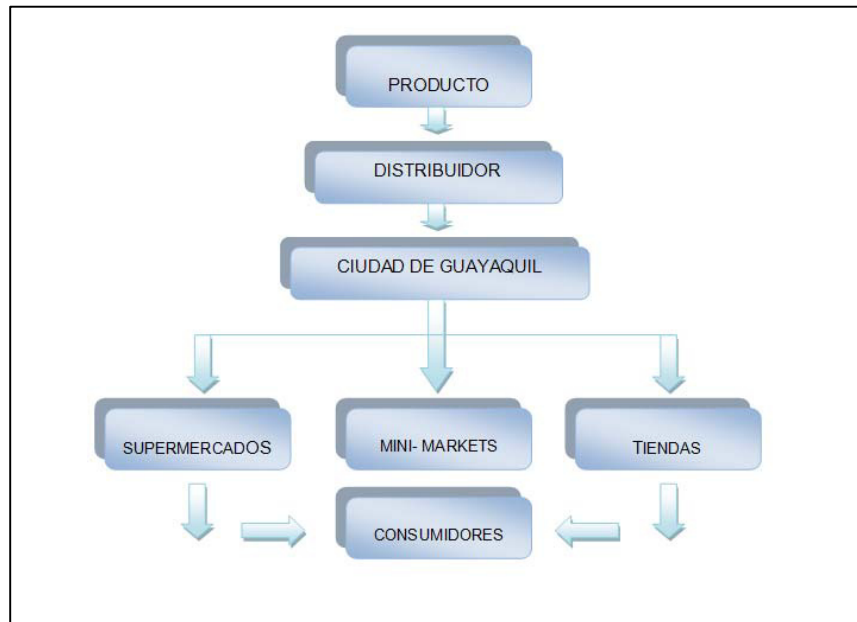 PRODUCTO
DISTRIBUIDOR
CIUDAD DE GUAYAQUIL
SUPERMERCADOS
MINI- MARKETS
TIENDAS
CONSUMIDORES